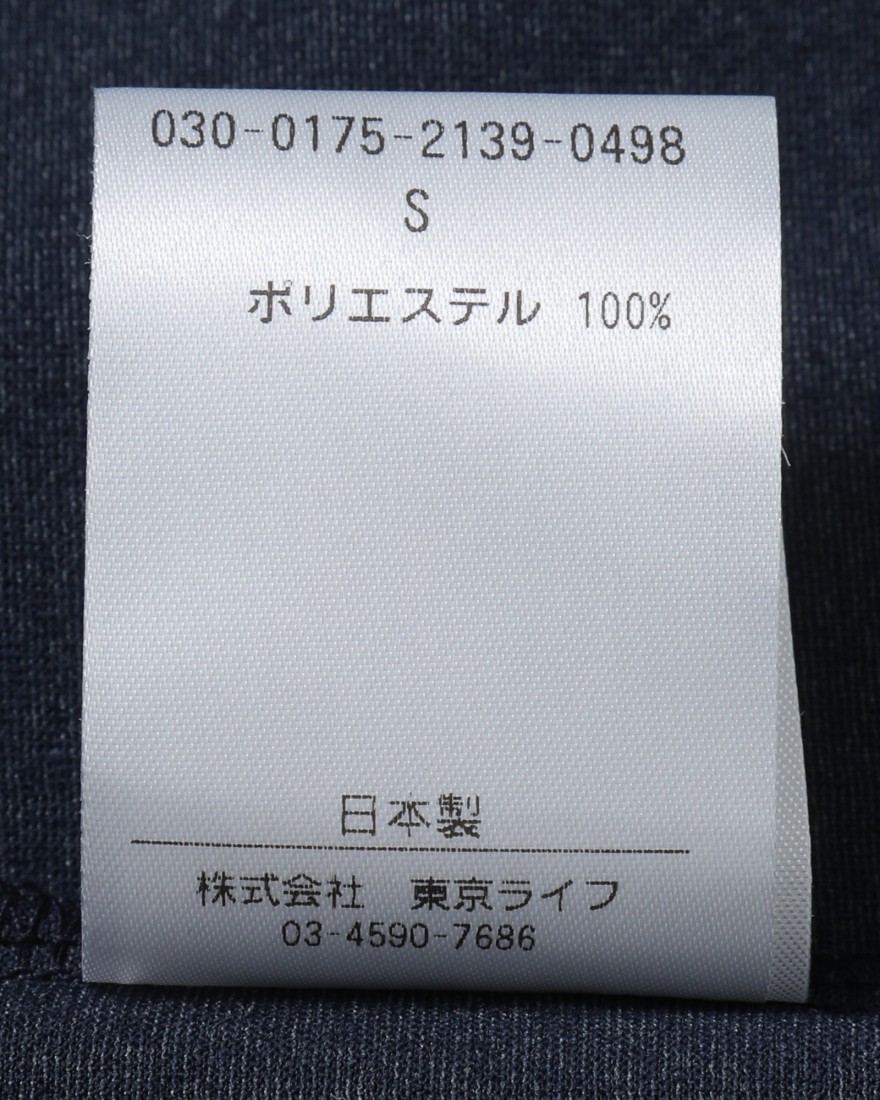 030-0175-2139-0498
S
ポリエステル 100%
日本製
株式会社 東京ライフ
03-4590-7686